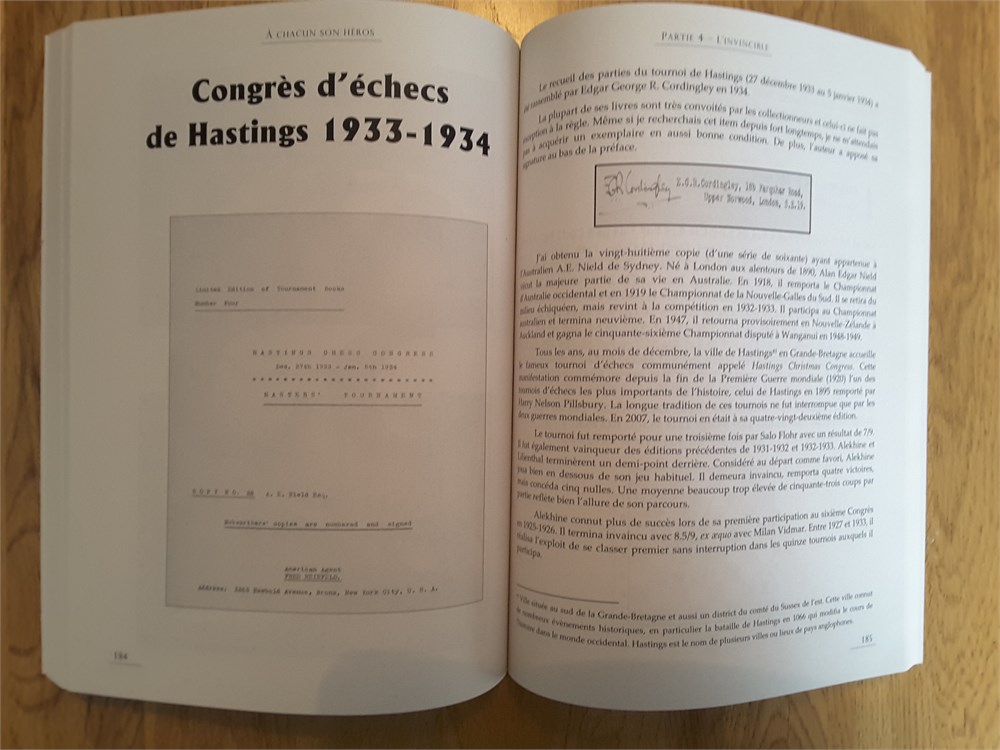 À CHACUN SON HÉROS
Congrès d'échecs
de Hastings 1933-1934
Limited Edition of Tournament Books
Number Four
HASTINGS CHESS CONGRESS
Dec. 27th 1933 - Jan. 5th 1934
MASTERS' TOURNAMENT
COPY NO. 28 A. E. Nield Esq.
Subscribers' copies are numbered and signed
American Agent
FRED REINFELD.
Address: Avenue, Bronx, New York City, U. S. A.
184
PARTIE 4 – L'INVINCIBLE
Le recueil des parties du tournoi de Hastings (27 décembre 1933 au 5 janvier 1934) a
été rassemblé par Edgar George R. Cordingley en 1934.
La plupart de ses livres sont très convoités par les collectionneurs et celui-ci ne fait pas
exception à la règle. Même si je recherchais cet item depuis fort longtemps, je ne m'attendais
pas à acquérir un exemplaire en aussi bonne condition. De plus, l'auteur a apposé sa
signature au bas de la préface.
E.G.R.Cordingley, Farquhar Road,
Upper Norwood, London, S.E.19.
J'ai obtenu la vingt-huitième copie (d'une série de soixante) ayant appartenue à
l'Australien A.E. Nield de Sydney. Né à London aux alentours de 1890, Alan Edgar Nield
vécut la majeure partie de sa vie en Australie. En 1918, il remporta le Championnat
d'Australie occidental et en 1919 le Championnat de la Nouvelle-Galles du Sud. Il se retira du
milieu échiquéen, mais revint à la compétition en 1932-1933. Il participa au Championnat
australien et termina neuvième. En 1947, il retourna provisoirement en Nouvelle-Zélande à
Auckland et gagna le cinquante-sixième Championnat disputé à Wanganui en 1948-1949.
Tous les ans, au mois de décembre, la ville de Hastings en Grande-Bretagne accueille
le fameux tournoi d'échecs communément appelé Hastings Christmas Congress. Cette
manifestation commémore depuis la fin de la Première Guerre mondiale (1920) l'un des
tournois d'échecs les plus importants de l'histoire, celui de Hastings en 1895 remporté par
Harry Nelson Pillsbury. La longue tradition de ces tournois ne fut interrompue que par les
deux guerres mondiales. En 2007, le tournoi en était à sa quatre-vingt-deuxième édition.
Le tournoi fut remporté pour une troisième fois par Salo Flohr avec un résultat de 7/9.
Il fut également vainqueur des éditions précédentes de 1931-1932 et 1932-1933. Alekhine et
Lilienthal terminèrent un demi-point derrière. Considéré au départ comme favori, Alekhine
joua bien en dessous de son jeu habituel. Il demeura invaincu, remporta quatre victoires,
mais concéda cinq nulles. Une moyenne beaucoup trop élevée de cinquante-trois coups par
partie reflète bien l'allure de son parcours.
Alekhine connut plus de succès lors de sa première participation au sixième Congrès
en 1925-1926. Il termina invaincu avec 8.5/9, ex æquo avec Milan Vidmar. Entre 1927 et 1933, il
réalisa l'exploit de se classer premier sans interruption dans les quinze tournois auxquels il
participa.
Ville située au sud de la Grande-Bretagne et aussi un district du comté du Sussex de l'est. Cette ville connut
de nombreux évènements historiques, en particulier la bataille de Hastings en 1066 qui modifia le cours de
l'histoire dans le monde occidental. Hastings est le nom de plusieurs villes ou lieux de pays anglophones.
185